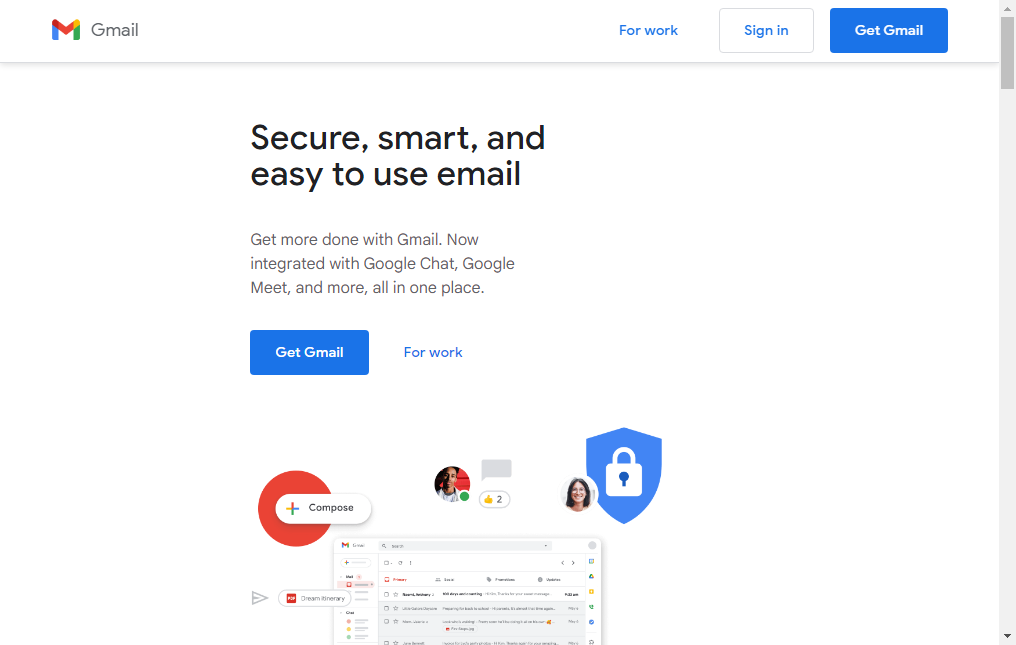 Gmail
For work
Sign in
Get Gmail
Secure, smart, and
easy to use email
Get more done with Gmail. Now
integrated with Google Chat, Google
Meet, and more, all in one place.
Get Gmail
For work
2
Compose
Gmail
Search
Mail
Primary
Social
Promotions
Updates
Dream Itinerary
PDF
Chat